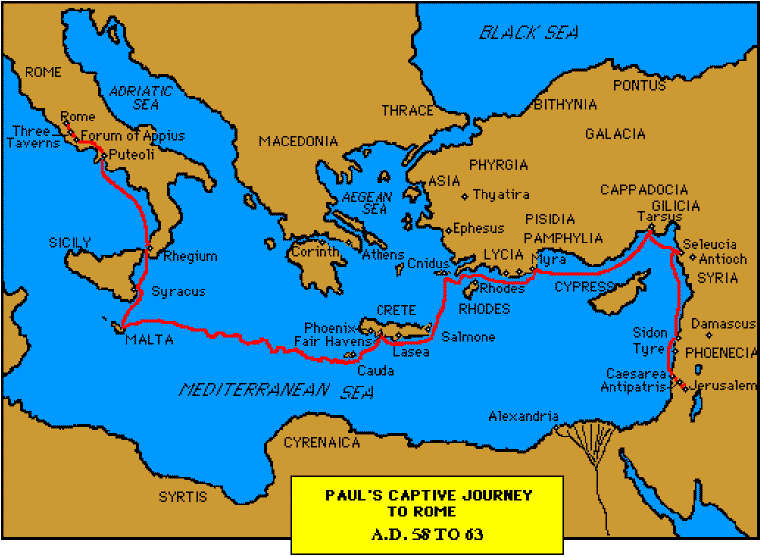 BLACK SEA
ROME
ADRIATIC
SEA
PONTUS
BITHYNIA
THRACE
Rome
Three
Taverns
Forum of Appius
Puteoli
MACEDONIA
GALACIA
PHYRGIA
ASIA
Thyatira
AEGEAN
SEA
CAPPADOCIA
GILICIA
Tarsus
PISIDIA
PAMPHYLIA
Ephesus
SICILY
Rhegium
Corinth
Athens
Cnidus
LYCIA
Myra
Seleucia
Antioch
SYRIA
Syracus
Rhodes
RHODES
CYPRESS
CRETE
MALTA
Phoenix
Fair Havens
Lasea
Salmone
Cauda
Sidon
Tyre
Damascus
PHOENECIA
Caesarea
Antipatris
Jerusalem
MEDITERRANEAN SEA
Alexandria
CYRENAICA
SYRTIS
PAUL'S CAPTIVE JOURNEY
TO ROME
A.D. 58 TO 63